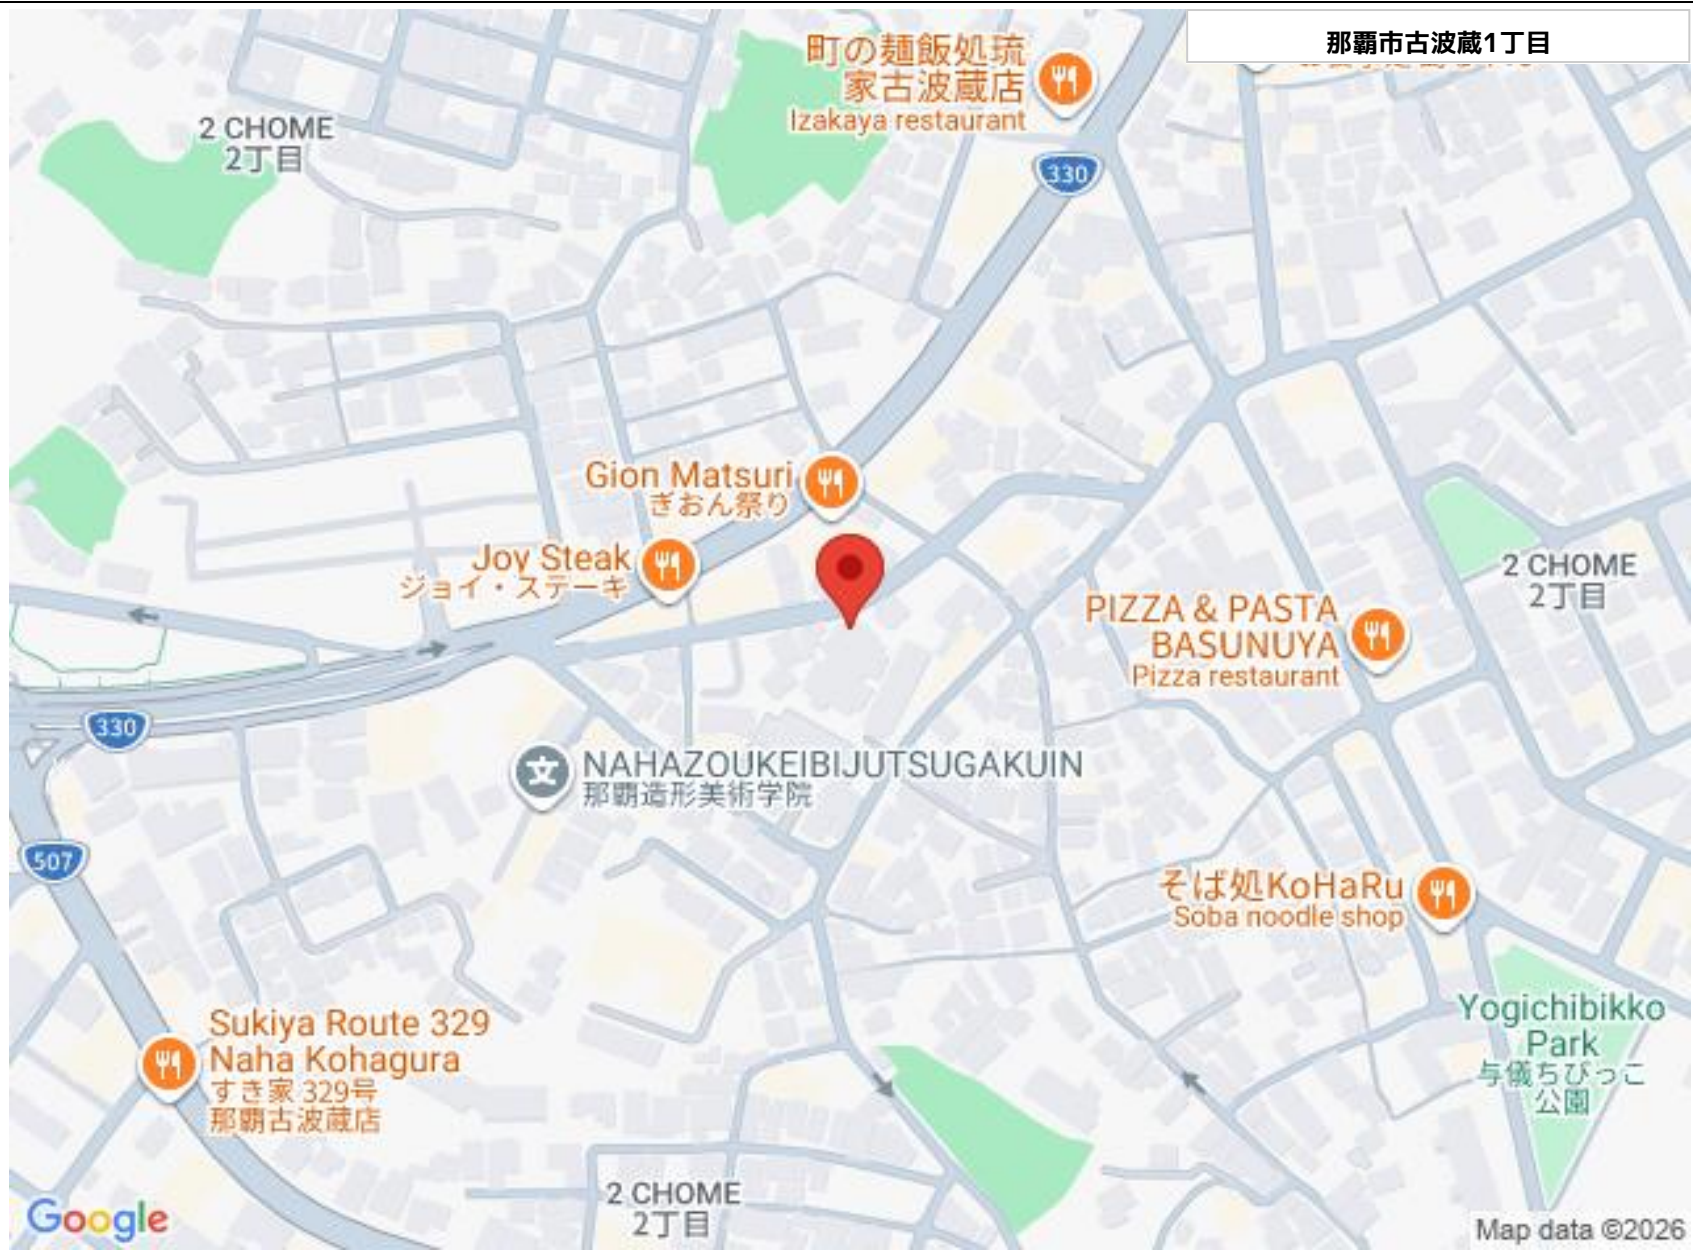 那覇市古波蔵1丁目
町の麺飯処琉
家古波蔵店
Izakaya restaurant
330
2 CHOME
2丁目
Gion Matsuri
ぎおん祭り
Joy Steak
ジョイ・ステーキ
2 CHOME
2丁目
PIZZA & PASTA
BASUNUYA
Pizza restaurant
330
NAHAZOUKEIBIJUTSUGAKUIN
那覇造形美術学院
507
そば処KoHaRu
Soba noodle shop
Yogichibikko
Park
与儀ちびっこ
公園
Sukiya Route 329
Naha Kohagura
すき家 329号
那覇古波蔵店
2 CHOME
2丁目
Google
Map data ©2026